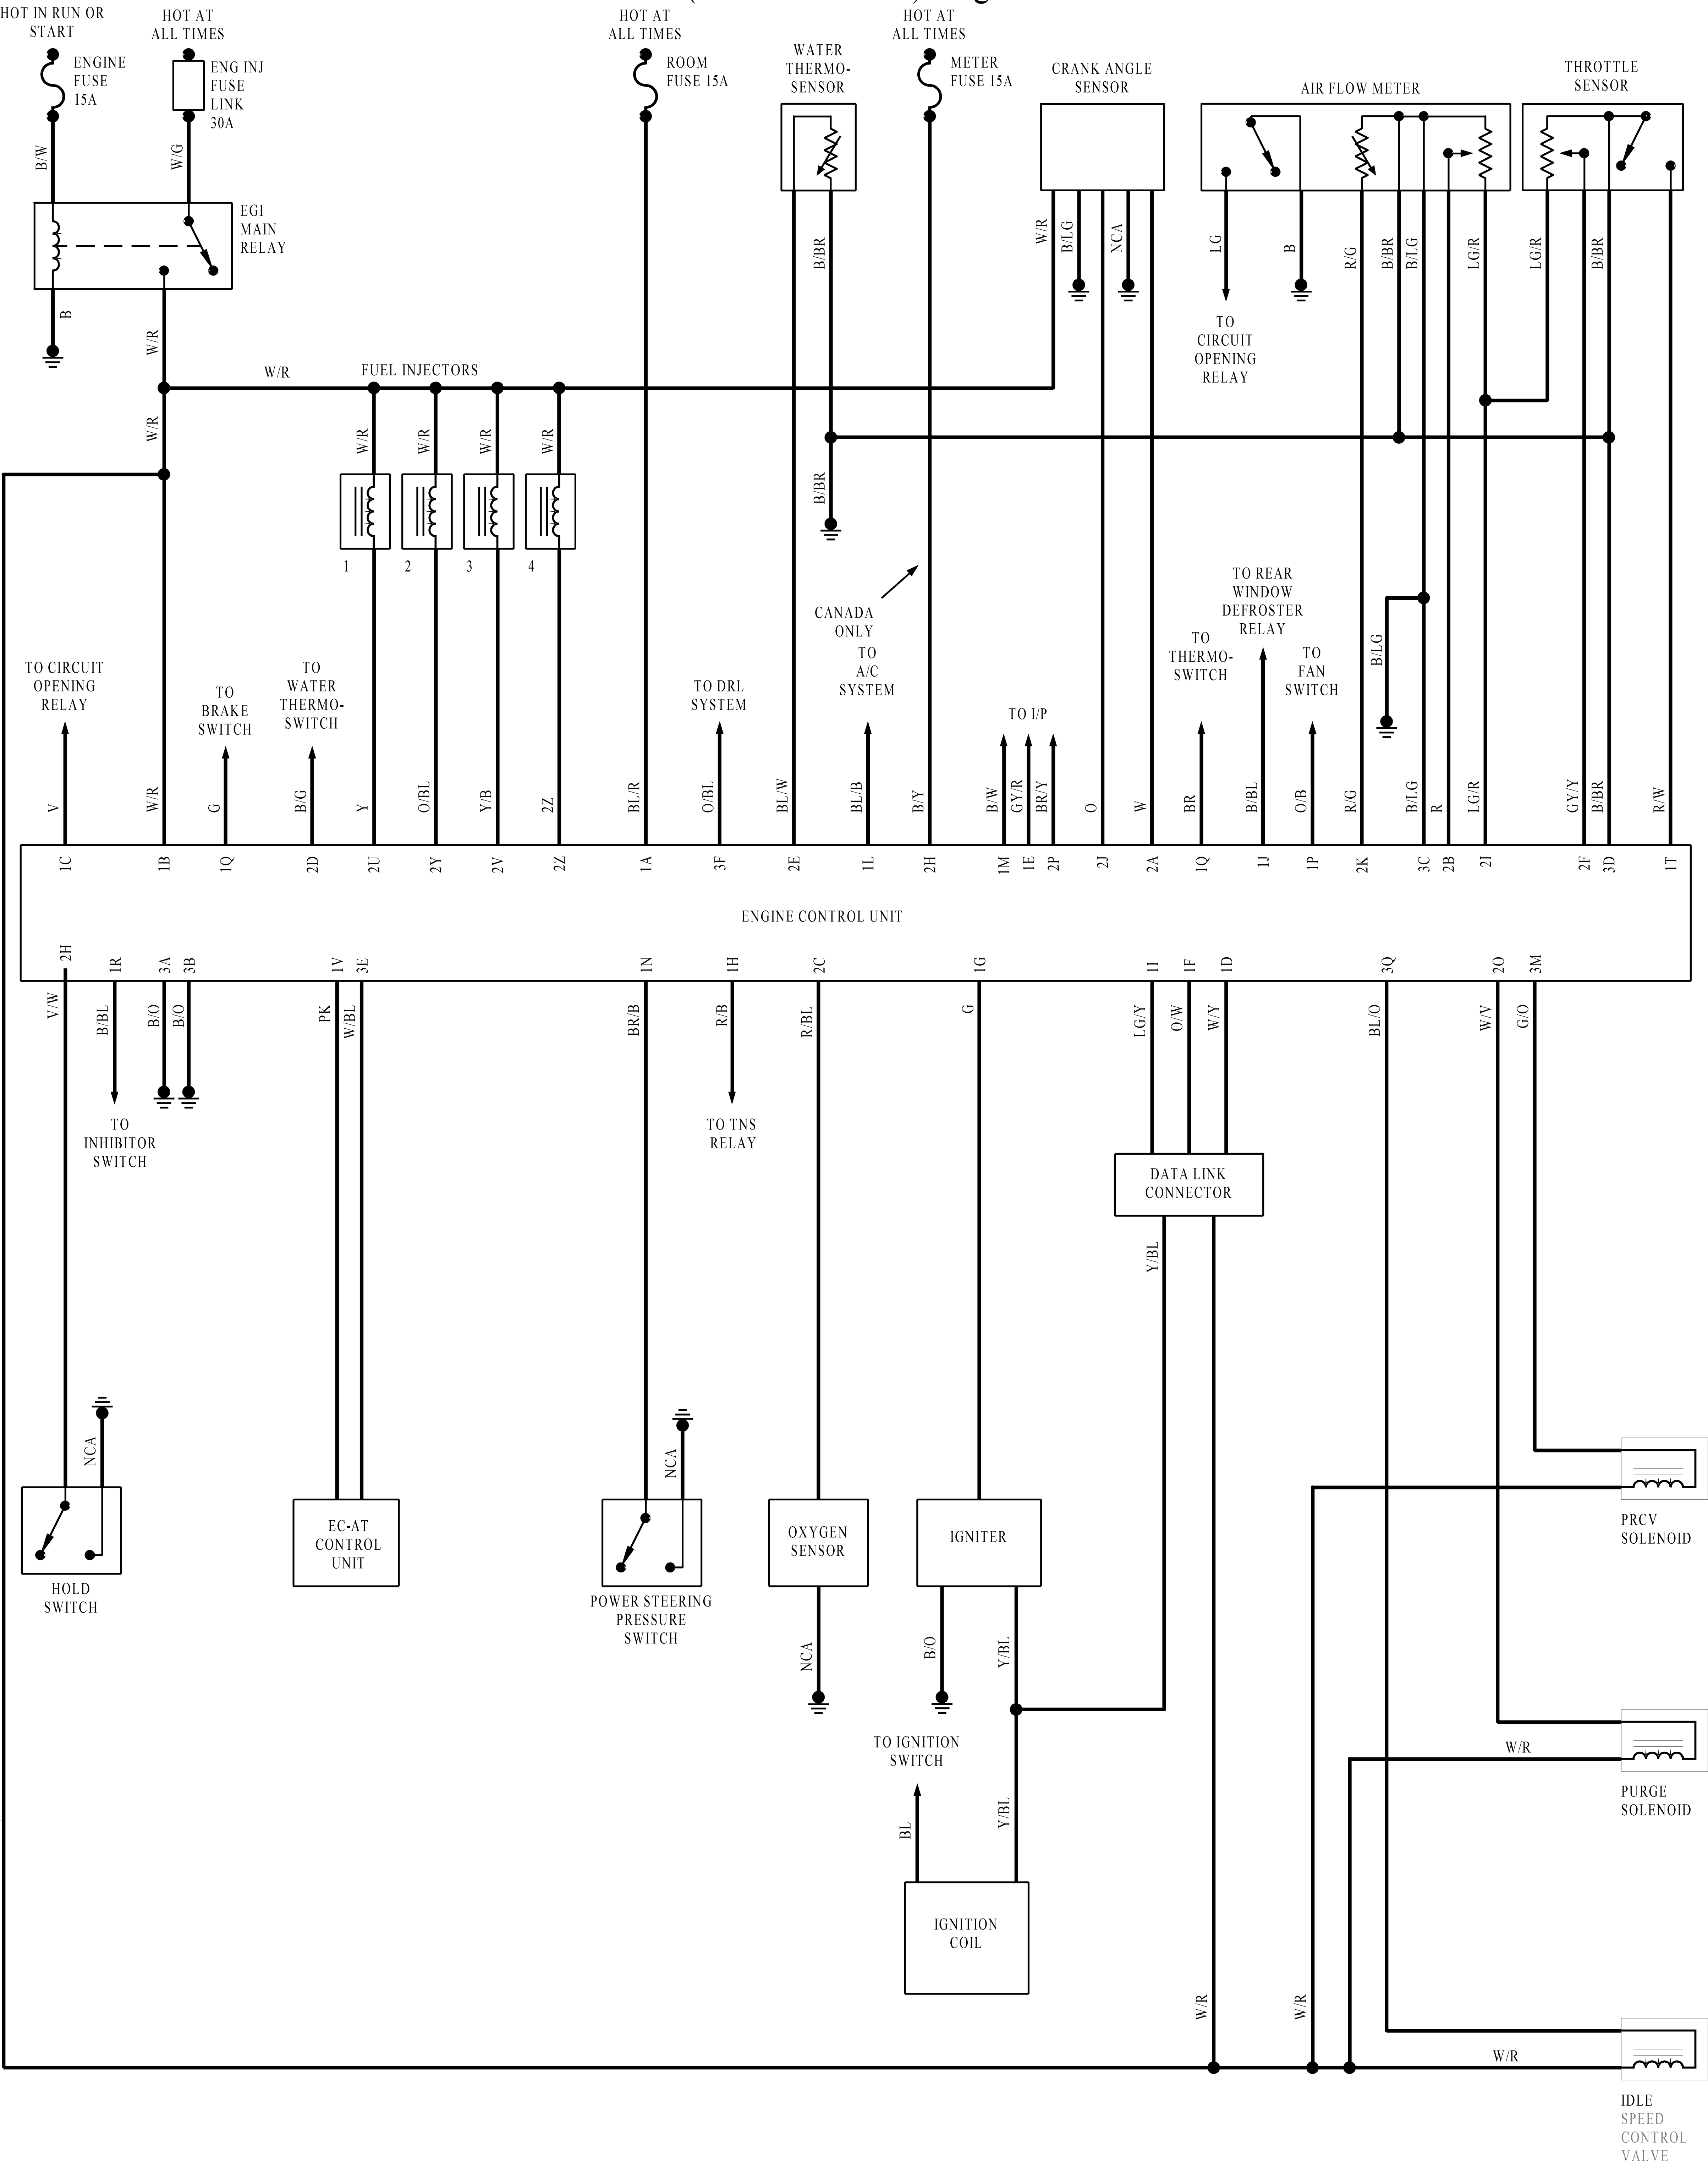 HOT IN RUN OR
START
HOT AT
ALL TIMES
HOT AT
ALL TIMES
HOT AT
ALL TIMES
ENGINE
FUSE
15A
ENG INJ
FUSE
LINK
30A
ROOM
FUSE 15A
WATER
THERMO-
SENSOR
METER
FUSE 15A
CRANK ANGLE
SENSOR
AIR FLOW METER
THROTTLE
SENSOR
B/W
W/G
EGI
MAIN
RELAY
B
W/R
B/BR
W/R
B/LG
NCA
LG
B
R/G
B/BR
B/LG
LG/R
LG/R
B/BR
TO
CIRCUIT
OPENING
RELAY
W/R
FUEL INJECTORS
W/R
W/R
W/R
W/R
W/R
B/BR
1
2
3
4
CANADA
ONLY
TO REAR
WINDOW
DEFROSTER
RELAY
B/LG
TO CIRCUIT
OPENING
RELAY
TO
BRAKE
SWITCH
TO
WATER
THERMO-
SWITCH
TO DRL
SYSTEM
TO
A/C
SYSTEM
TO I/P
TO
THERMO-
SWITCH
TO
FAN
SWITCH
V
W/R
G
B/G
Y
O/BL
Y/B
2Z
BL/R
O/BL
BL/W
BL/B
B/Y
B/W
GY/R
BR/Y
O
W
BR
B/BL
O/B
R/G
B/LG
R
LG/R
GY/Y
B/BR
R/W
1C
1B
1Q
2D
2U
2Y
2V
2Z
1A
3F
2E
1L
2H
1M
1E
2P
2J
2A
1Q
1J
1P
2K
3C
2B
2I
2F
3D
1T
ENGINE CONTROL UNIT
2H
1R
3A
3B
1V
3E
1N
1H
2C
1G
1I
1F
1D
3Q
2O
3M
V/W
B/BL
B/O
B/O
PK
W/BL
BR/B
R/B
R/BL
G
LG/Y
O/W
W/Y
BL/O
W/V
G/O
TO
INHIBITOR
SWITCH
TO TNS
RELAY
DATA LINK
CONNECTOR
Y/BL
NCA
NCA
HOLD
SWITCH
EC-AT
CONTROL
UNIT
POWER STEERING
PRESSURE
SWITCH
OXYGEN
SENSOR
IGNITER
PRCV
SOLENOID
NCA
B/O
Y/BL
TO IGNITION
SWITCH
BL
Y/BL
W/R
PURGE
SOLENOID
IGNITION
COIL
W/R
W/R
W/R
IDLE
SPEED
CONTROL
VALVE